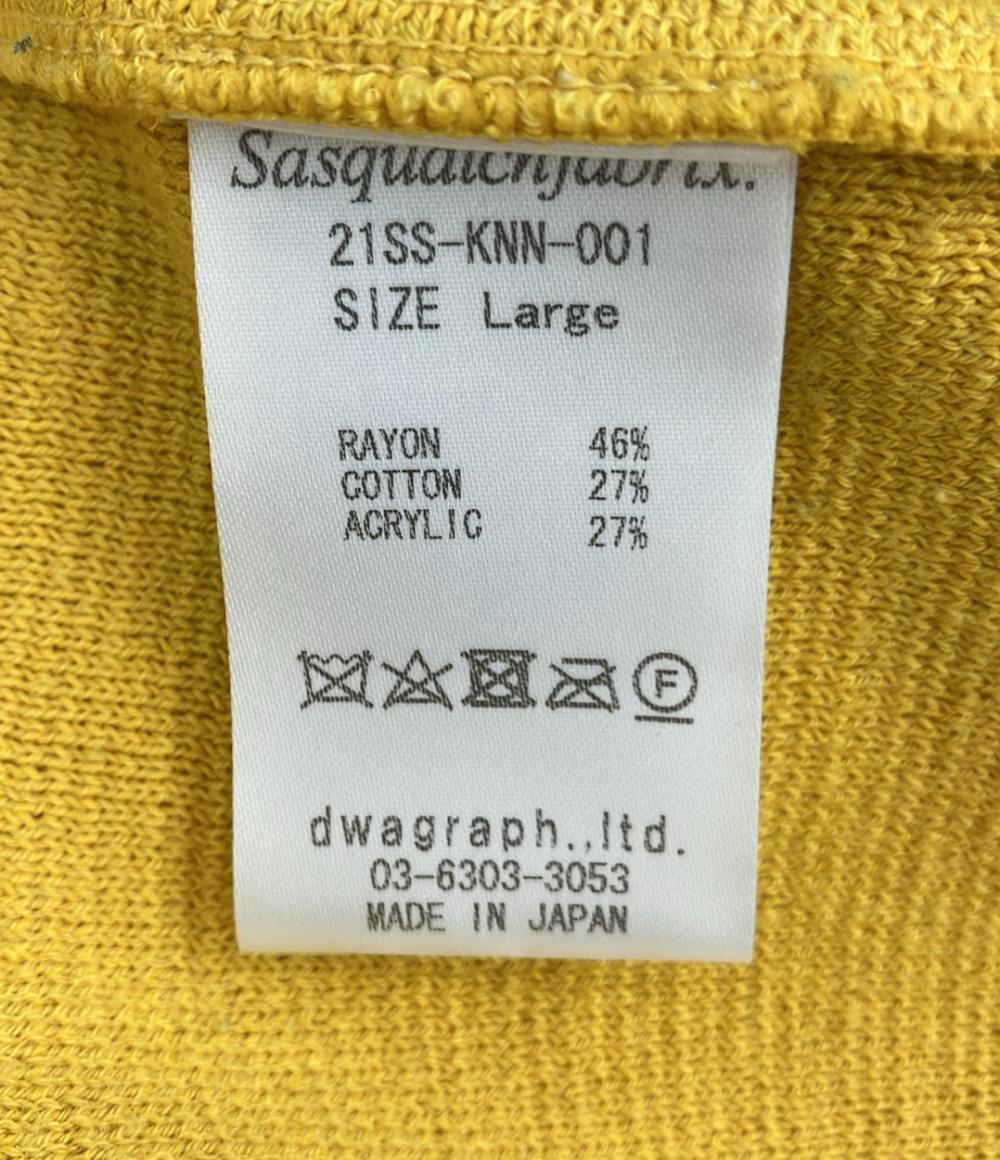 Sasquatchfabrix.
21SS-KNN-001
SIZE Large
RAYON 46%
COTTON 27%
ACRYLIC 27%
F
dwagraph.,ltd.
03-6303-3053
MADE IN JAPAN